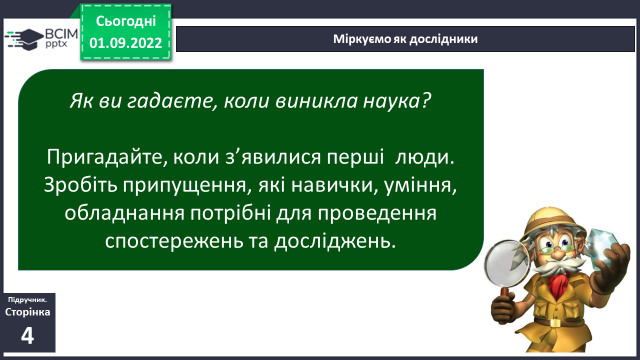 ВСІМ
pptx
Сьогодні
01.09.2022
Міркуємо як дослідники
Як ви гадаєте, коли виникла наука?
Пригадайте, коли з’явилися перші люди.
Зробіть припущення, які навички, уміння,
обладнання потрібні для проведення
спостережень та досліджень.
Підручник.
Сторінка
4